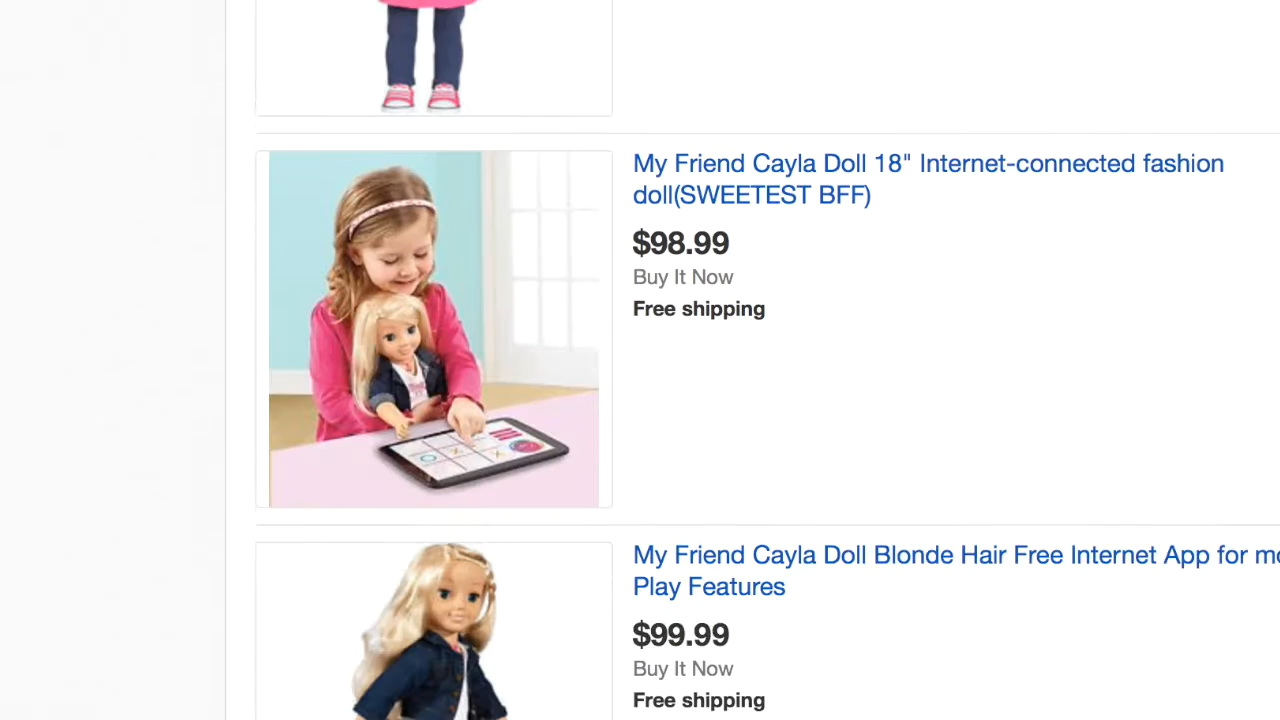 My Friend Cayla Doll 18" Internet-connected fashion
doll(SWEETEST BFF)
$98.99
Buy It Now
Free shipping
My Friend Cayla Doll Blonde Hair Free Internet App for
Play Features
$99.99
Buy It Now
Free shipping